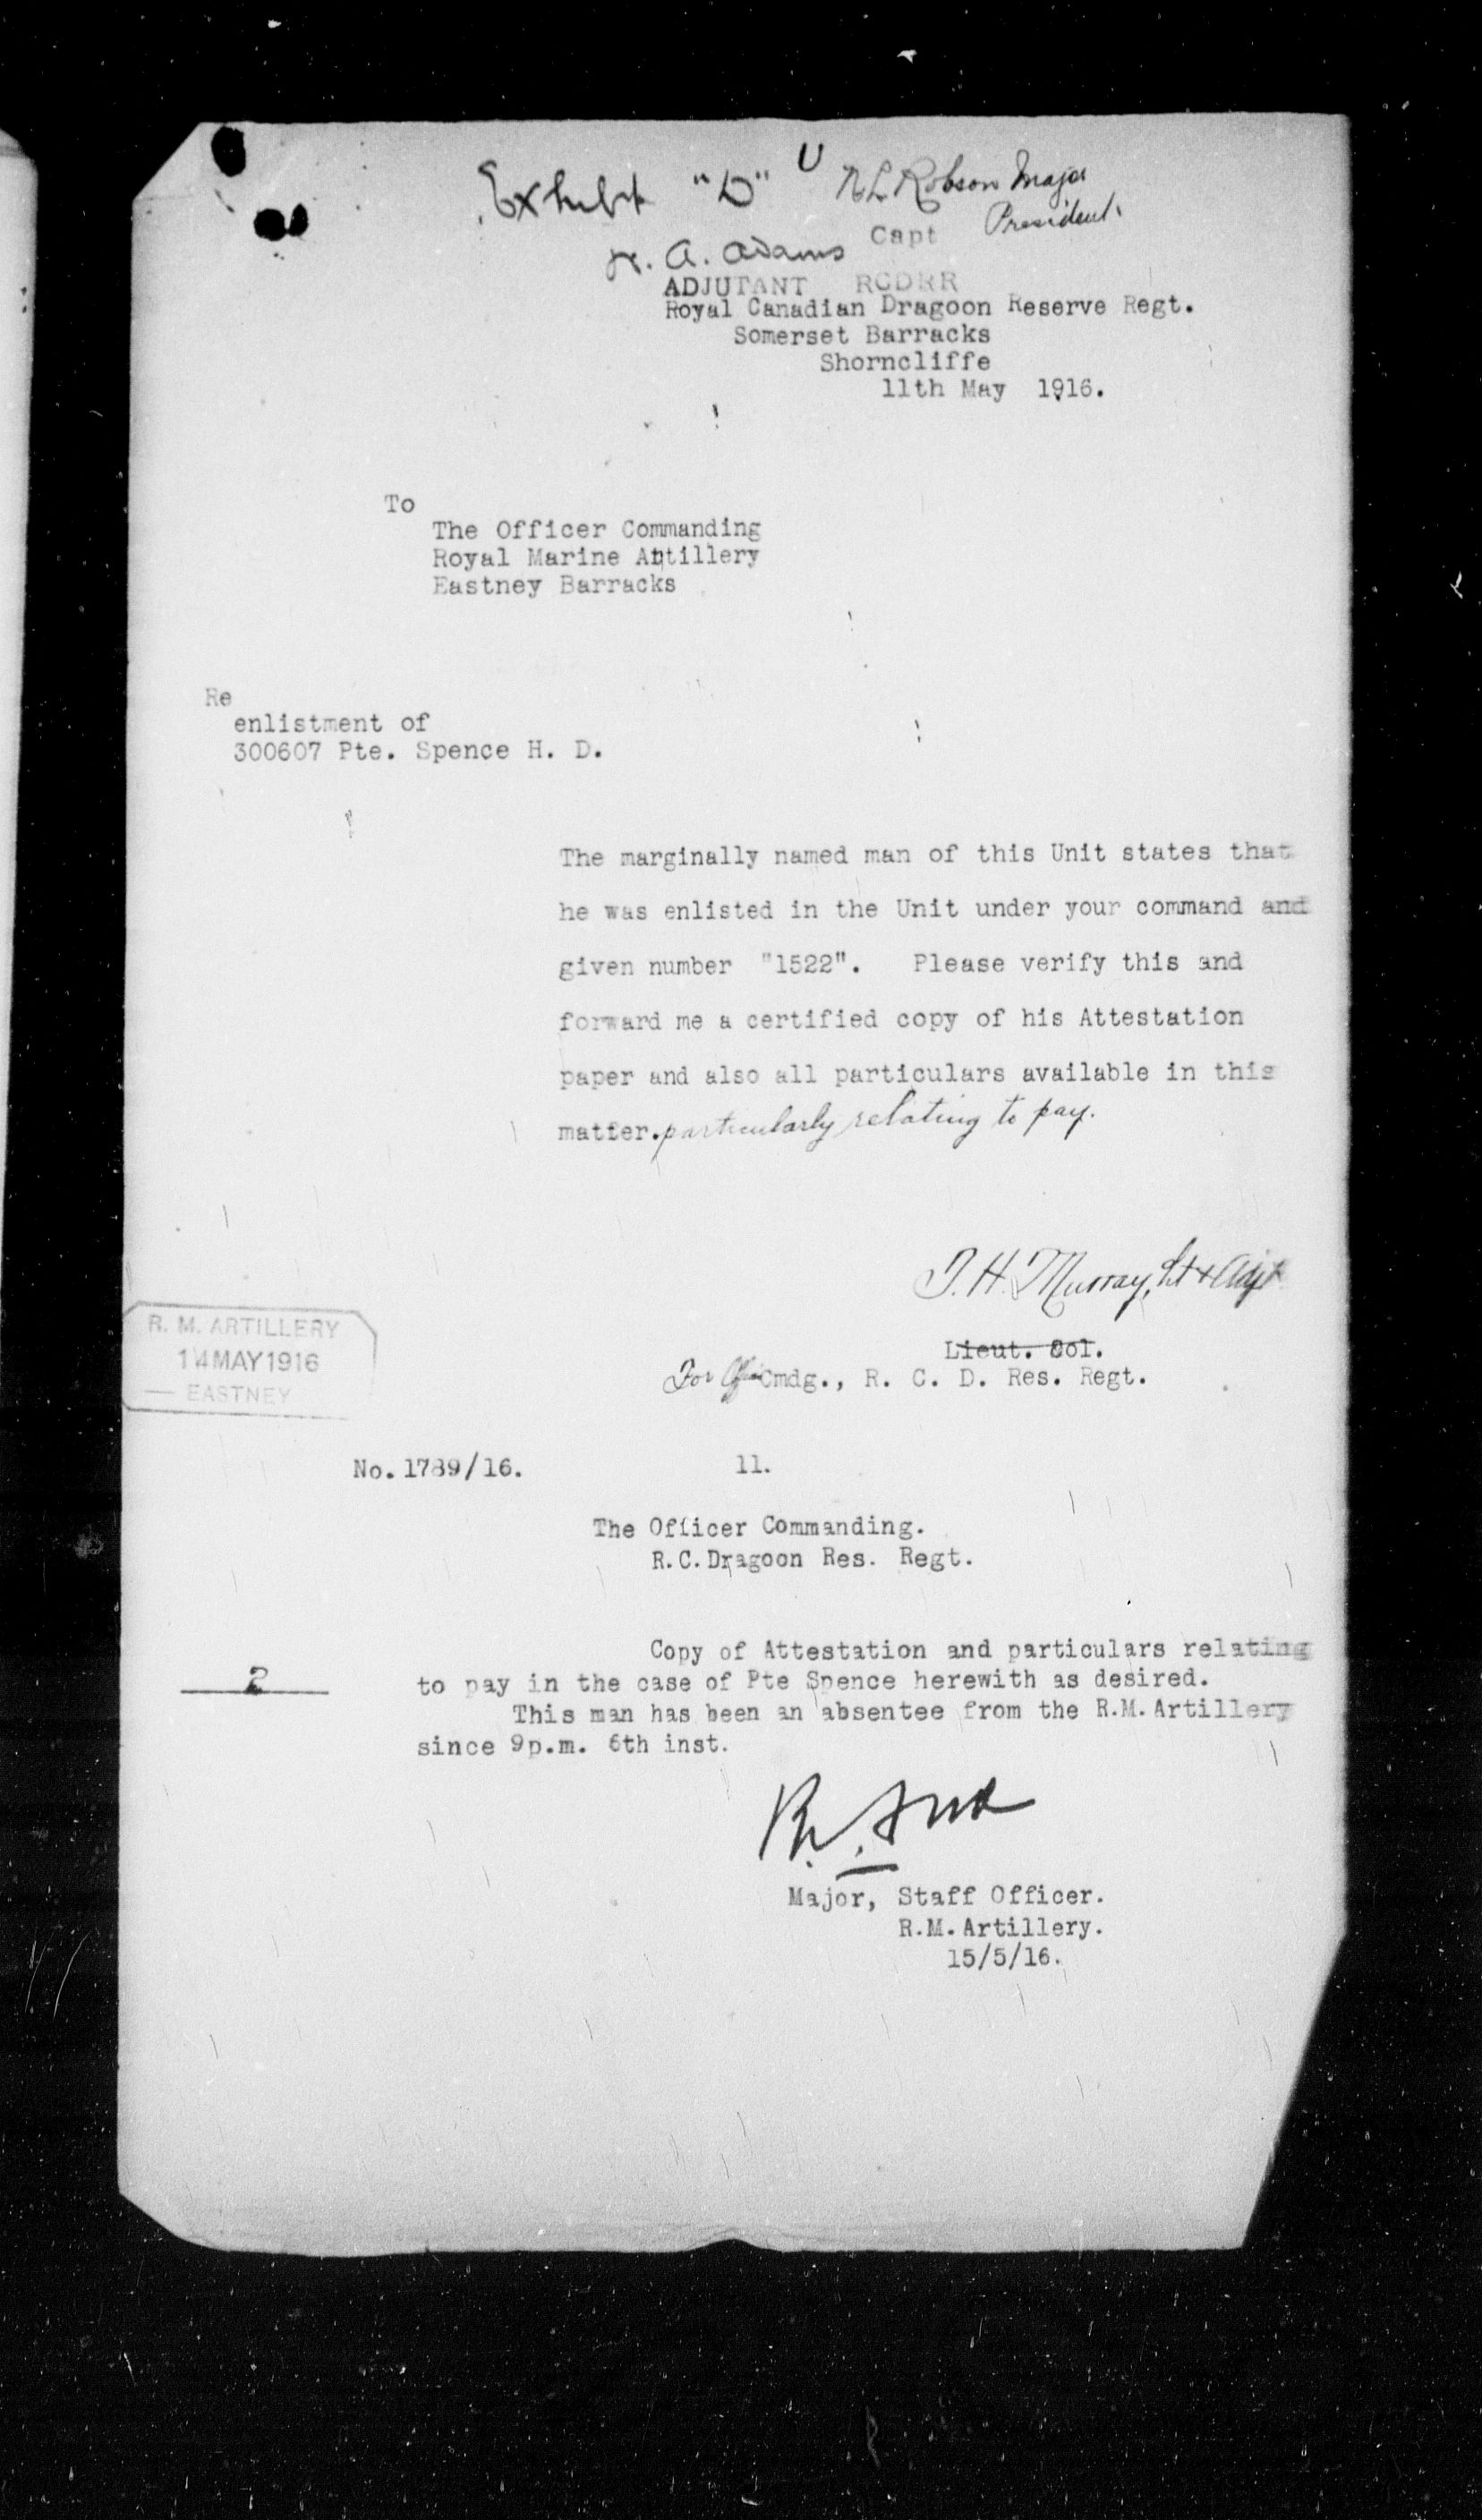 Exhibit "D" U N L Robson Major
President.
H. A. Adams Capt
ADJUTANT RCDRR
Royal Canadian Dragoon Reserve Regt.
Somerset Barracks
Shorncliffe
11th May 1916.
To
The Officer Commanding
Royal Marine Artillery
Eastney Barracks
Re
enlistment of
300607 Pte. Spence H. D.
The marginally named man of this Unit states that
he was enlisted in the Unit under your command and
given number "1522". Please verify this and
forward me a certified copy of his Attestation
paper and also all particulars available in this
matter. particularly relating to pay.
T. H. Murray, Lt & Adjt
Lieut. Col.
For Cmdg., R. C. D. Res. Regt.
R. M. ARTILLERY
14 MAY 1916
EASTNEY
No. 1789/16. 11.
The Officer Commanding.
R.C.Dragoon Res. Regt.
Copy of Attestation and particulars relating
2 to pay in the case of Pte Spence herewith as desired.
This man has been an absentee from the R.M.Artillery
since 9p.m. 6th inst.
Major, Staff Officer.
R.M.Artillery.
15/5/16.